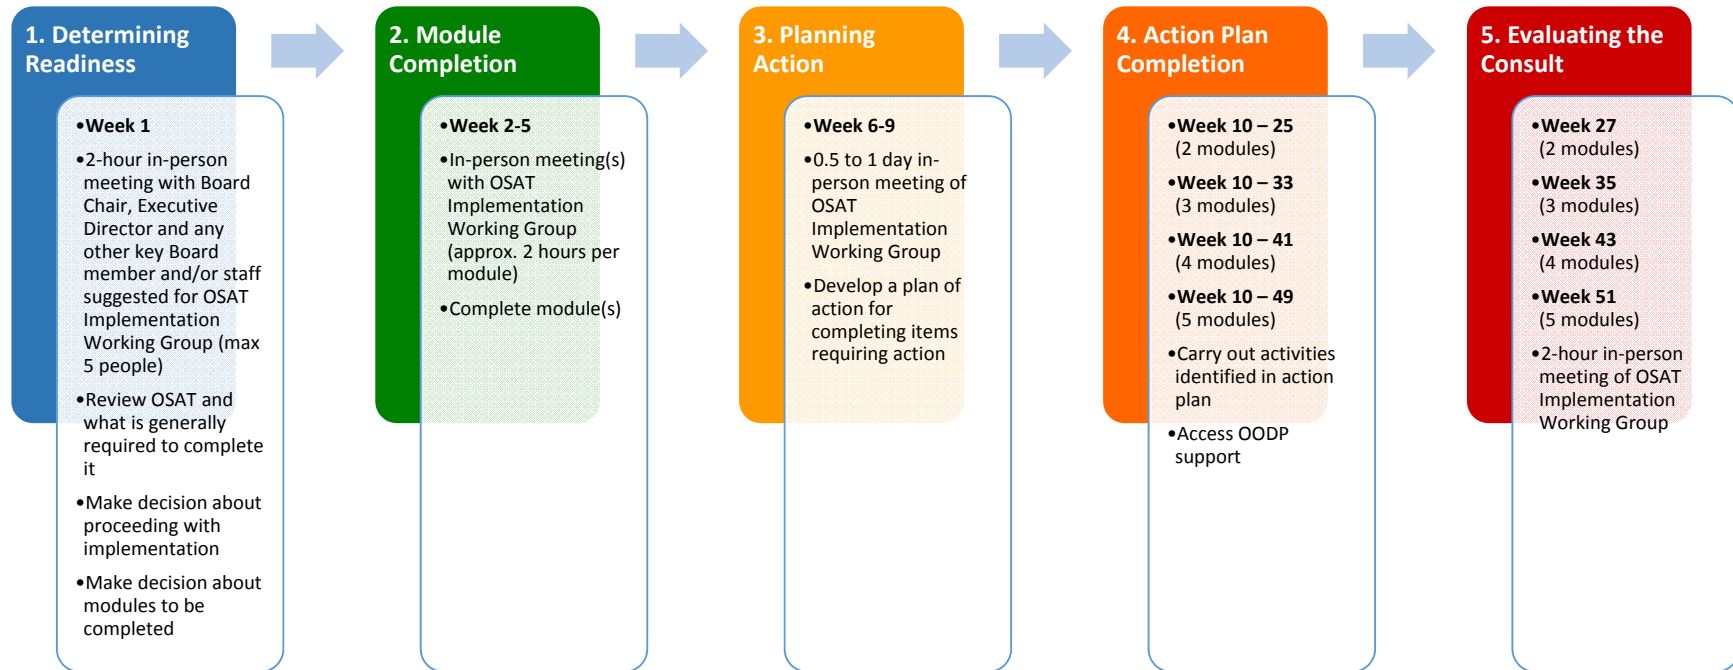 1. Determining
Readiness
•Week 1
•2-hour in-person
meeting with Board
Chair, Executive
Director and any
other key Board
member and/or staff
suggested for OSAT
Implementation
Working Group (max
5 people)
•Review OSAT and
what is generally
required to complete
it
•Make decision about
proceeding with
implementation
•Make decision about
modules to be
completed
2. Module
Completion
•Week 2-5
•In-person meeting(s)
with OSAT
Implementation
Working Group
(approx. 2 hours per
module)
•Complete module(s)
3. Planning
Action
•Week 6-9
•0.5 to 1 day in-
person meeting of
OSAT
Implementation
Working Group
•Develop a plan of
action for
completing items
requiring action
4. Action Plan
Completion
•Week 10 – 25
(2 modules)
•Week 10 – 33
(3 modules)
•Week 10 – 41
(4 modules)
•Week 10 – 49
(5 modules)
•Carry out activities
identified in action
plan
•Access OODP
support
5. Evaluating the
Consult
•Week 27
(2 modules)
•Week 35
(3 modules)
•Week 43
(4 modules)
•Week 51
(5 modules)
•2-hour in-person
meeting of OSAT
Implementation
Working Group